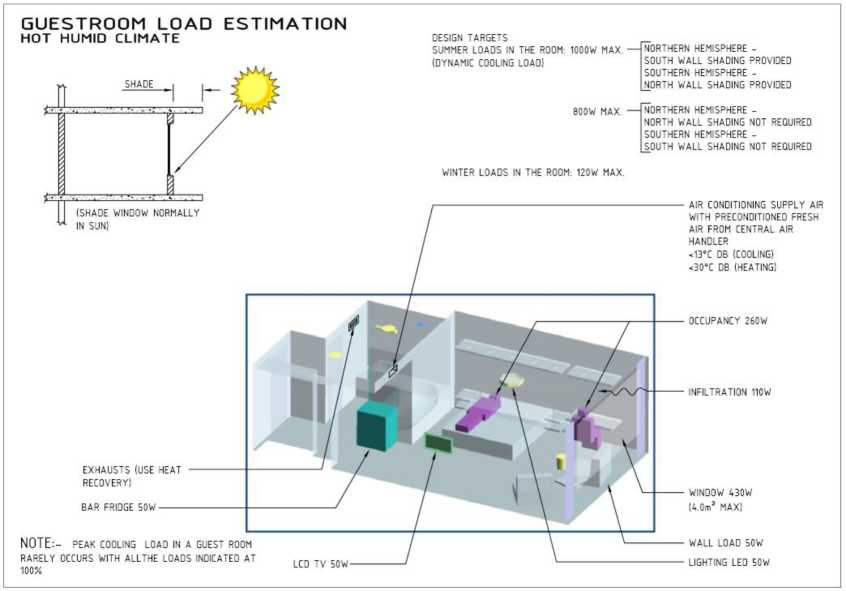 GUESTROOM LOAD ESTIMATION
HOT HUMID CLIMATE
SHADE
(SHADE WINDOW NORMALLY
IN SUN)
DESIGN TARGETS
SUMMER LOADS IN THE ROOM: 1000W MAX.
(DYNAMIC COOLING LOAD)
NORTHERN HEMISPHERE -
SOUTH WALL SHADING PROVIDED
SOUTHERN HEMISPHERE -
NORTH WALL SHADING PROVIDED
800W MAX.
NORTHERN HEMISPHERE -
NORTH WALL SHADING NOT REQUIRED
SOUTHERN HEMISPHERE -
SOUTH WALL SHADING NOT REQUIRED
WINTER LOADS IN THE ROOM: 120W MAX.
AIR CONDITIONING SUPPLY AIR
WITH PRECONDITIONED FRESH
AIR FROM CENTRAL AIR
HANDLER
<13°C DB (COOLING)
<30°C DB (HEATING)
OCCUPANCY 260W
INFILTRATION 110W
WINDOW 430W
(4.0m² MAX)
WALL LOAD 50W
LIGHTING LED 50W
EXHAUSTS (USE HEAT
RECOVERY)
BAR FRIDGE 50W
LCD TV 50W
NOTE:- PEAK COOLING LOAD IN A GUEST ROOM
RARELY OCCURS WITH ALLTHE LOADS INDICATED AT
100%